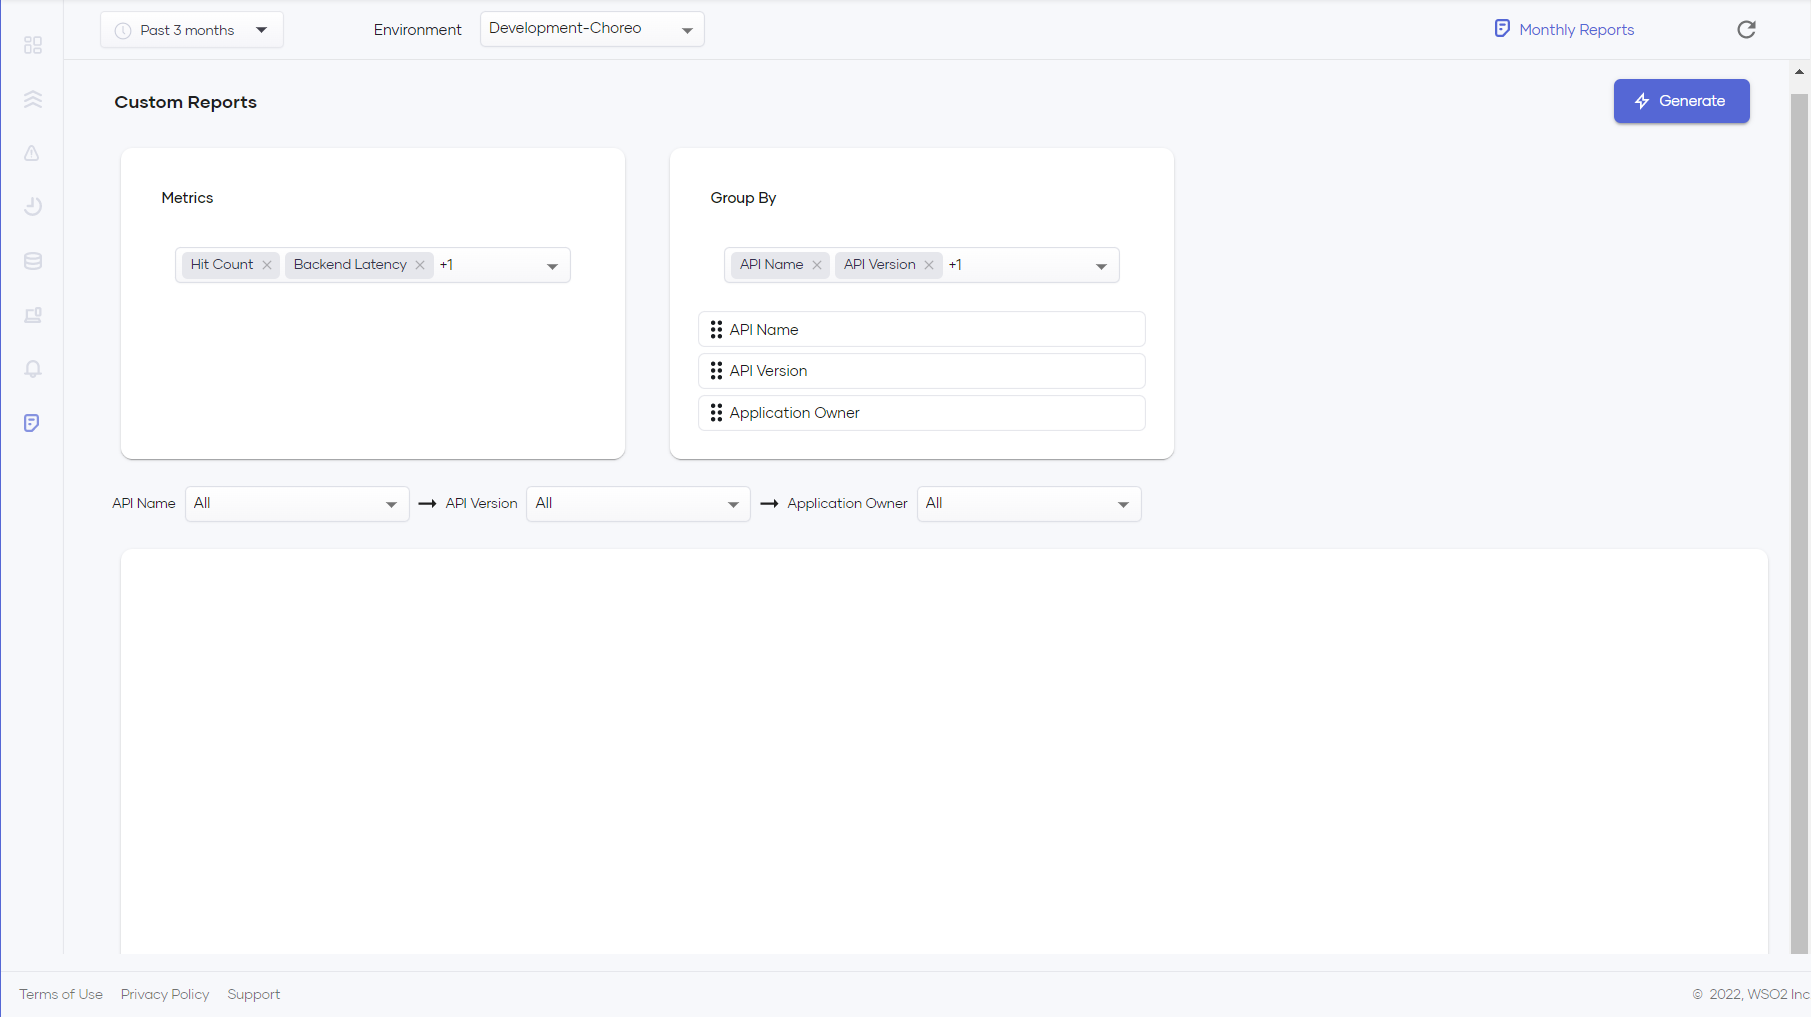 Past 3 months Environment Development-Choreo Monthly Reports
Custom Reports Generate
Metrics Group By
Hit Count Backend Latency +1 API Name API Version +1
API Name
API Version
Application Owner
API Name All API Version All Application Owner All
Terms of Use Privacy Policy Support © 2022, WSO2 Inc